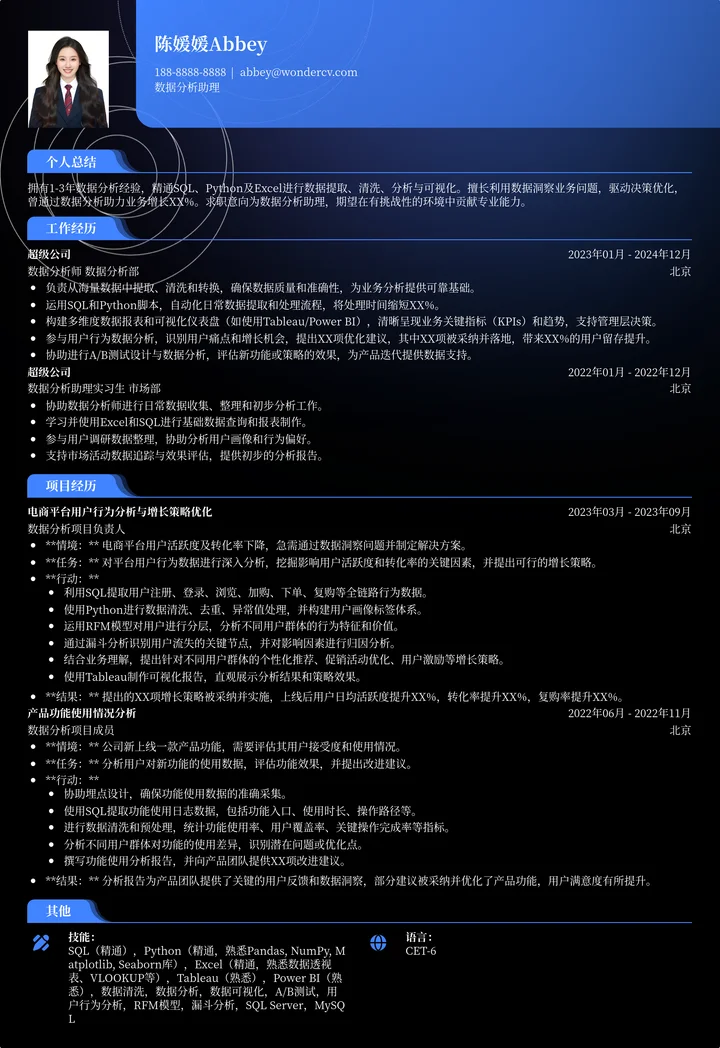 陈媛媛Abbey
188-8888-8888 | abbey@wondercv.com
数据分析助理
个人总结
拥有1-3年数据分析经验，精通SQL、Python及Excel进行数据提取、清洗、分析与可视化。擅长利用数据洞察业务问题，驱动决策优化，
曾通过数据分析助力业务增长XX%。求职意向为数据分析助理，期望在有挑战性的环境中贡献专业能力。
工作经历
超级公司 2023年01月 - 2024年12月
数据分析师 数据分析部 北京
• 负责从海量数据中提取、清洗和转换，确保数据质量和准确性，为业务分析提供可靠基础。
• 运用SQL和Python脚本，自动化日常数据提取和处理流程，将处理时间缩短XX%。
• 构建多维度数据报表和可视化仪表盘（如使用Tableau/Power BI），清晰呈现业务关键指标（KPIs）和趋势，支持管理层决策。
• 参与用户行为数据分析，识别用户痛点和增长机会，提出XX项优化建议，其中XX项被采纳并落地，带来XX%的用户留存提升。
• 协助进行A/B测试设计与数据分析，评估新功能或策略的效果，为产品迭代提供数据支持。
超级公司 2022年01月 - 2022年12月
数据分析助理实习生 市场部 北京
• 协助数据分析师进行日常数据收集、整理和初步分析工作。
• 学习并使用Excel和SQL进行基础数据查询和报表制作。
• 参与用户调研数据整理，协助分析用户画像和行为偏好。
• 支持市场活动数据追踪与效果评估，提供初步的分析报告。
项目经历
电商平台用户行为分析与增长策略优化 2023年03月 - 2023年09月
数据分析项目负责人 北京
• **情境：** 电商平台用户活跃度及转化率下降，急需通过数据洞察问题并制定解决方案。
• **任务：** 对平台用户行为数据进行深入分析，挖掘影响用户活跃度和转化率的关键因素，并提出可行的增长策略。
• **行动：**
• 利用SQL提取用户注册、登录、浏览、加购、下单、复购等全链路行为数据。
• 使用Python进行数据清洗、去重、异常值处理，并构建用户画像标签体系。
• 运用RFM模型对用户进行分层，分析不同用户群体的行为特征和价值。
• 通过漏斗分析识别用户流失的关键节点，并对影响因素进行归因分析。
• 结合业务理解，提出针对不同用户群体的个性化推荐、促销活动优化、用户激励等增长策略。
• 使用Tableau制作可视化报告，直观展示分析结果和策略效果。
• **结果：** 提出的XX项增长策略被采纳并实施，上线后用户日均活跃度提升XX%，转化率提升XX%，复购率提升XX%。
产品功能使用情况分析 2022年06月 - 2022年11月
数据分析项目成员 北京
• **情境：** 公司新上线一款产品功能，需要评估其用户接受度和使用情况。
• **任务：** 分析用户对新功能的使用数据，评估功能效果，并提出改进建议。
• **行动：**
• 协助埋点设计，确保功能使用数据的准确采集。
• 使用SQL提取功能使用日志数据，包括功能入口、使用时长、操作路径等。
• 进行数据清洗和预处理，统计功能使用率、用户覆盖率、关键操作完成率等指标。
• 分析不同用户群体对功能的使用差异，识别潜在问题或优化点。
• 撰写功能使用分析报告，并向产品团队提供XX项改进建议。
• **结果：** 分析报告为产品团队提供了关键的用户反馈和数据洞察，部分建议被采纳并优化了产品功能，用户满意度有所提升。
其他
技能：
SQL（精通），Python（精通，熟悉Pandas, NumPy, M
atplotlib, Seaborn库），Excel（精通，熟悉数据透视
表、VLOOKUP等），Tableau（熟悉），Power BI（熟
悉），数据清洗，数据分析，数据可视化，A/B测试，用
户行为分析，RFM模型，漏斗分析，SQL Server，MySQ
L
语言：
CET-6